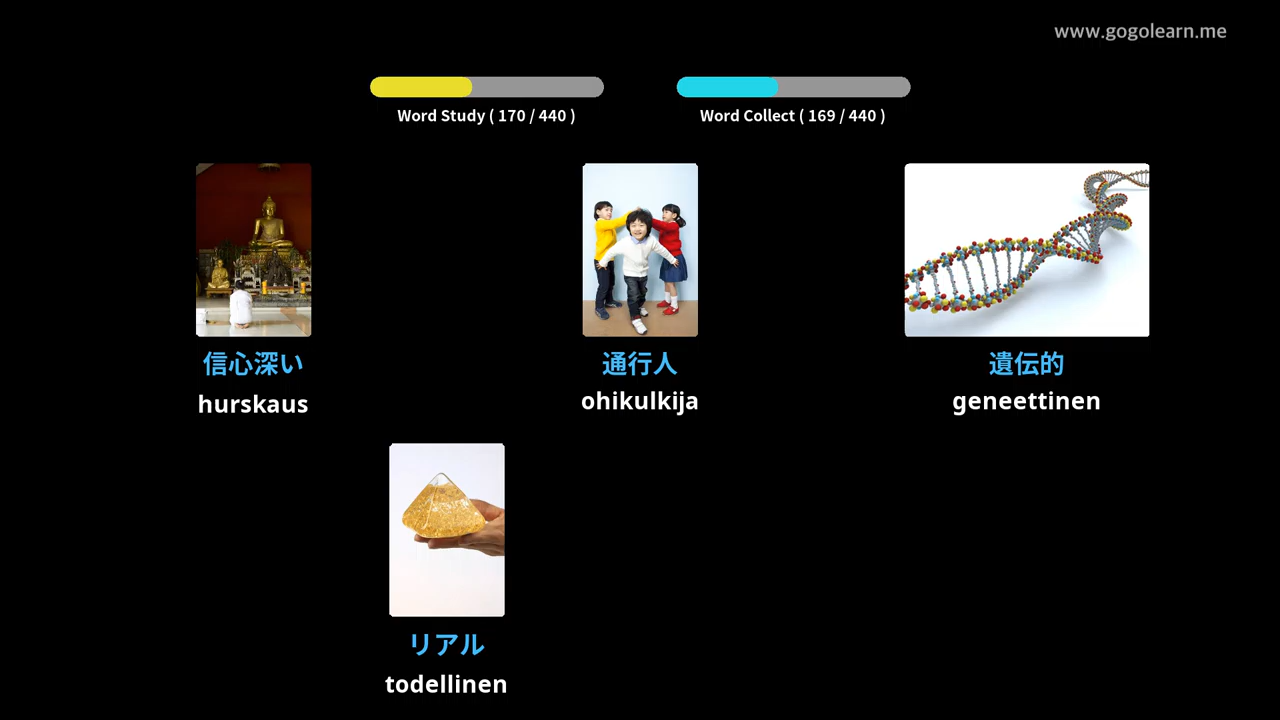 www.gogolearn.me
Word Study ( 170 / 440 )
Word Collect ( 169 / 440 )
信心深い
hurskaus
通行人
ohikulkija
遺伝的
geneettinen
リアル
todellinen